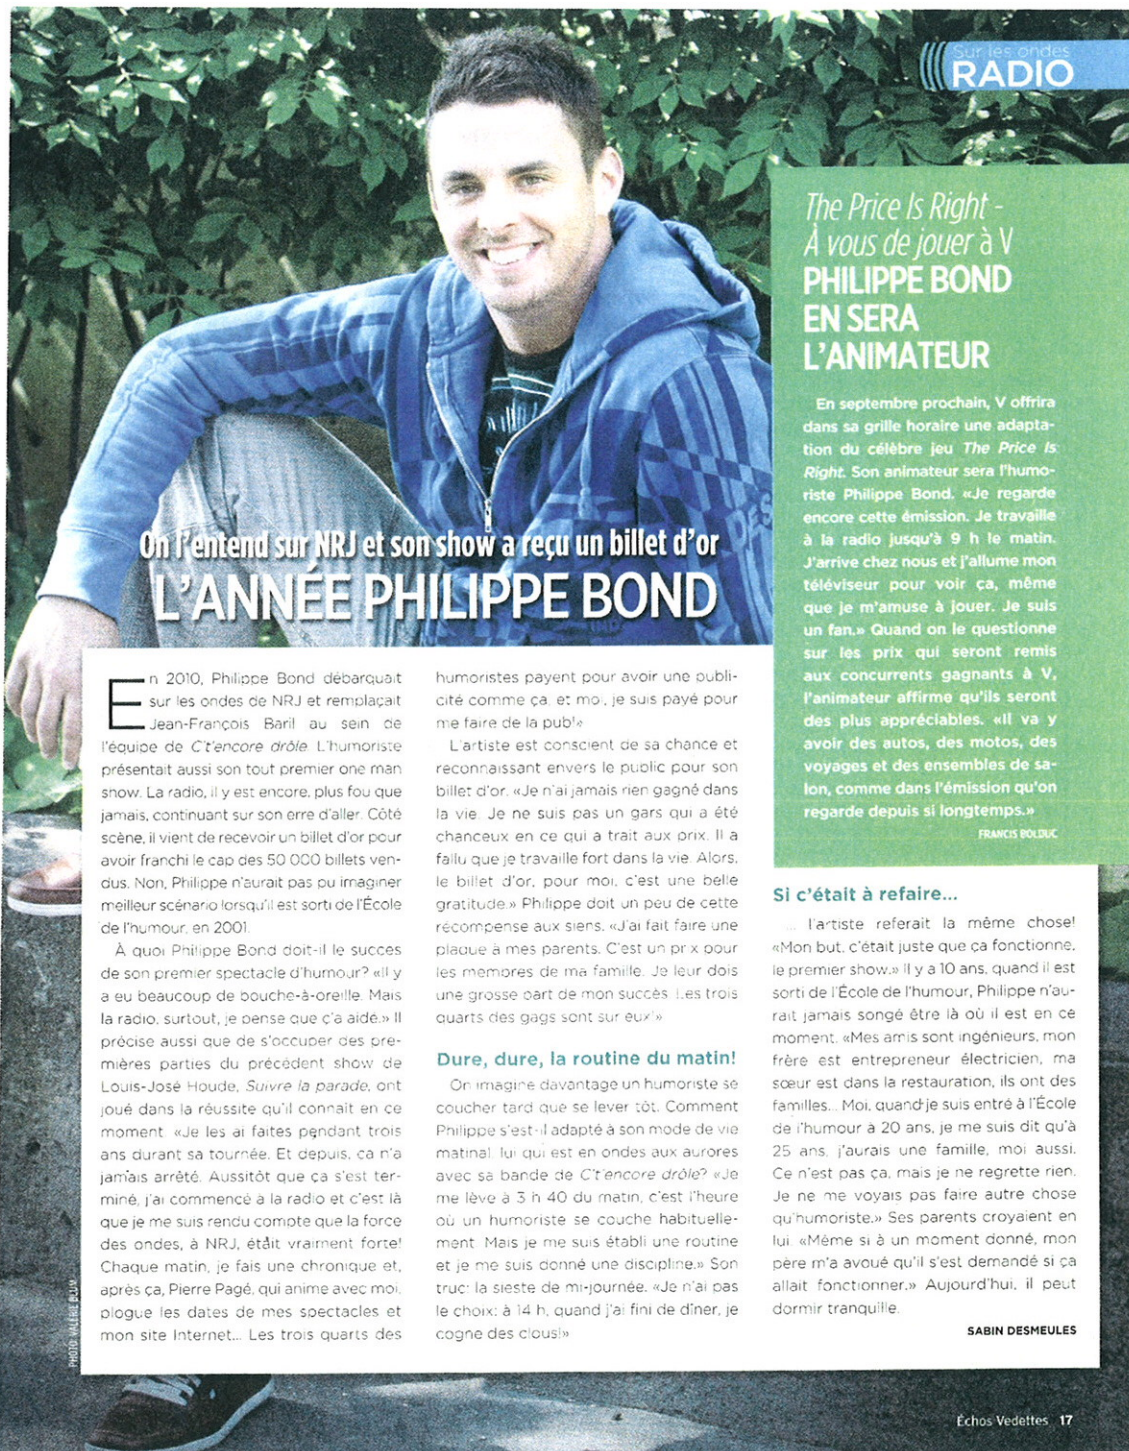 Sur les ondes
RADIO
The Price Is Right -
À vous de jouer à V
PHILIPPE BOND
EN SERA
L'ANIMATEUR
En septembre prochain, V offrira
dans sa grille horaire une adapta-
tion du célèbre jeu The Price Is
Right. Son animateur sera l'humo-
riste Philippe Bond. «Je regarde
encore cette émission. Je travaille
à la radio jusqu'à 9 h le matin.
J'arrive chez nous et j'allume mon
téléviseur pour voir ça, même
que je m'amuse à jouer. Je suis
un fan.» Quand on le questionne
sur les prix qui seront remis
aux concurrents gagnants à V,
l'animateur affirme qu'ils seront
des plus appréciables. «Il va y
avoir des autos, des motos, des
voyages et des ensembles de sa-
lon, comme dans l'émission qu'on
regarde depuis si longtemps.»
FRANCIS BOLDUC
On l'entend sur NRJ et son show a reçu un billet d'or
L'ANNÉE PHILIPPE BOND
En 2010, Philippe Bond débarquait
sur les ondes de NRJ et remplaçait
Jean-François Baril au sein de
l'équipe de C't'encore drôle. L'humoriste
présentait aussi son tout premier one man
show. La radio, il y est encore, plus fou que
jamais, continuant sur son erre d'aller. Côté
scène, il vient de recevoir un billet d'or pour
avoir franchi le cap des 50 000 billets ven-
dus. Non, Philippe n'aurait pas pu imaginer
meilleur scénario lorsqu'il est sorti de l'École
de l'humour, en 2001.
À quoi Philippe Bond doit-il le succès
de son premier spectacle d'humour? «Il y
a eu beaucoup de bouche-à-oreille. Mais
la radio, surtout, je pense que ç'a aidé.» Il
précise aussi que de s'occuper des pre-
mières parties du précédent show de
Louis-José Houde, Suivre la parade, ont
joué dans la réussite qu'il connaît en ce
moment. «Je les ai faites pendant trois
ans durant sa tournée. Et depuis, ça n'a
jamais arrêté. Aussitôt que ça s'est ter-
miné, j'ai commencé à la radio et c'est là
que je me suis rendu compte que la force
des ondes, à NRJ, était vraiment forte!
Chaque matin, je fais une chronique et,
après ça, Pierre Pagé, qui anime avec moi,
plogue les dates de mes spectacles et
mon site Internet... Les trois quarts des
humoristes payent pour avoir une publi-
cité comme ça, et moi, je suis payé pour
me faire de la pub!»
L'artiste est conscient de sa chance et
reconnaissant envers le public pour son
billet d'or. «Je n'ai jamais rien gagné dans
la vie. Je ne suis pas un gars qui a été
chanceux en ce qui a trait aux prix. Il a
fallu que je travaille fort dans la vie. Alors,
le billet d'or, pour moi, c'est une belle
gratitude.» Philippe doit un peu de cette
récompense aux siens. «J'ai fait faire une
plaque à mes parents. C'est un prix pour
les membres de ma famille. Je leur dois
une grosse part de mon succès. Les trois
quarts des gags sont sur eux!»
Dure, dure, la routine du matin!
On imagine davantage un humoriste se
coucher tard que se lever tôt. Comment
Philippe s'est-il adapté à son mode de vie
matinal, lui qui est en ondes aux aurores
avec sa bande de C't'encore drôle? «Je
me lève à 3 h 40 du matin, c'est l'heure
où un humoriste se couche habituelle-
ment. Mais je me suis établi une routine
et je me suis donné une discipline.» Son
truc: la sieste de mi-journée. «Je n'ai pas
le choix: à 14 h, quand j'ai fini de dîner, je
cogne des clous!»
Si c'était à refaire...
... l'artiste referait la même chose!
«Mon but, c'était juste que ça fonctionne,
le premier show.» Il y a 10 ans, quand il est
sorti de l'École de l'humour, Philippe n'au-
rait jamais songé être là où il est en ce
moment. «Mes amis sont ingénieurs, mon
frère est entrepreneur électricien, ma
sœur est dans la restauration, ils ont des
familles... Moi, quand je suis entré à l'École
de l'humour à 20 ans, je me suis dit qu'à
25 ans, j'aurais une famille, moi aussi.
Ce n'est pas ça, mais je ne regrette rien.
Je ne me voyais pas faire autre chose
qu'humoriste.» Ses parents croyaient en
lui. «Même si à un moment donné, mon
père m'a avoué qu'il s'est demandé si ça
allait fonctionner.» Aujourd'hui, il peut
dormir tranquille.
SABIN DESMEULES
PHOTO: VALÉRIE BLUM
Échos Vedettes 17